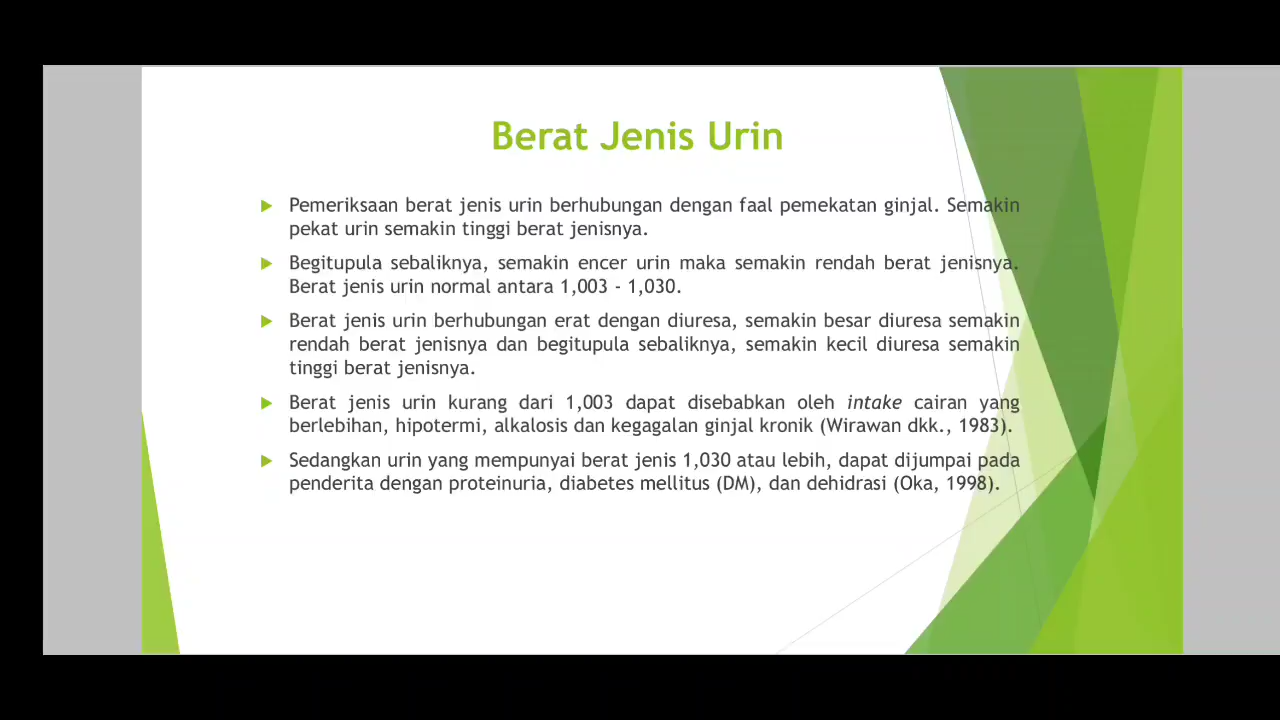 Berat Jenis Urin
Pemeriksaan berat jenis urin berhubungan dengan faal pemekatan ginjal. Semakin
pekat urin semakin tinggi berat jenisnya.
Begitupula sebaliknya, semakin encer urin maka semakin rendah berat jenisnya.
Berat jenis urin normal antara 1,003 - 1,030.
Berat jenis urin berhubungan erat dengan diuresa, semakin besar diuresa semakin
rendah berat jenisnya dan begitupula sebaliknya, semakin kecil diuresa semakin
tinggi berat jenisnya.
Berat jenis urin kurang dari 1,003 dapat disebabkan oleh intake cairan yang
berlebihan, hipotermi, alkalosis dan kegagalan ginjal kronik (Wirawan dkk., 1983).
Sedangkan urin yang mempunyai berat jenis 1,030 atau lebih, dapat dijumpai pada
penderita dengan proteinuria, diabetes mellitus (DM), dan dehidrasi (Oka, 1998).